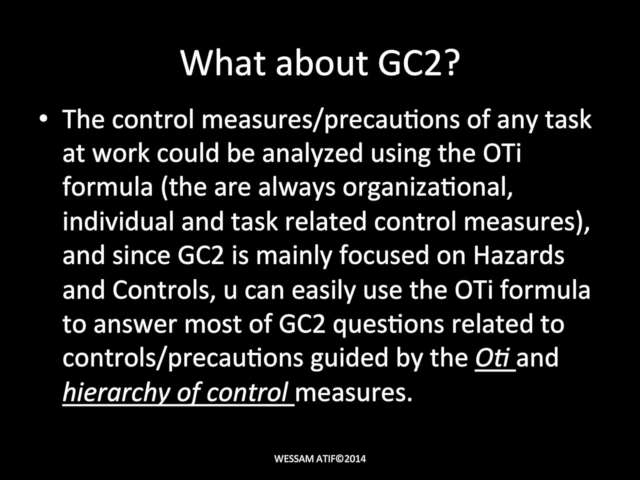 What about GC2?
• The control measures/precautions of any task
at work could be analyzed using the OTi
formula (the are always organizational,
individual and task related control measures),
and since GC2 is mainly focused on Hazards
and Controls, u can easily use the OTi formula
to answer most of GC2 questions related to
controls/precautions guided by the Oti and
hierarchy of control measures.
WESSAM ATIF©2014